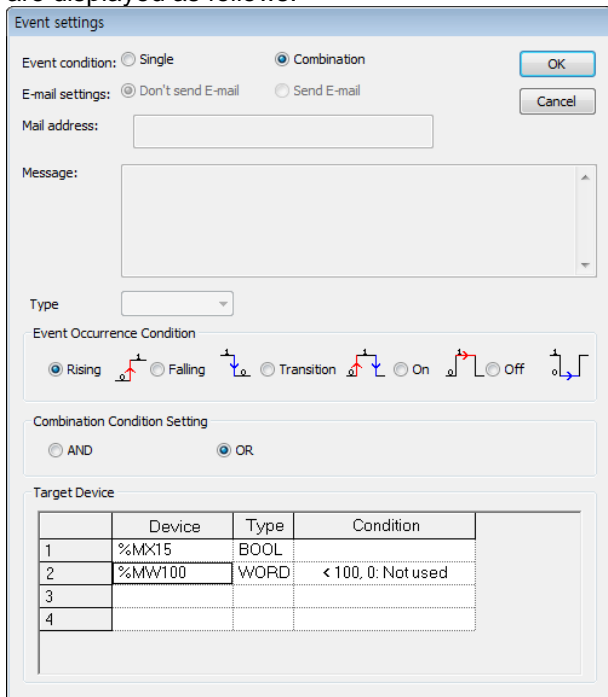 are displayed as follows.
Event settings
Event condition: Single Combination OK
E-mail settings: Don't send E-mail Send E-mail Cancel
Mail address:
Message:
Type
Event Occurrence Condition
Rising Falling Transition On Off
Combination Condition Setting
AND OR
Target Device
Device Type Condition
1 %MX15 BOOL
2 %MW100 WORD < 100, 0: Not used
3
4